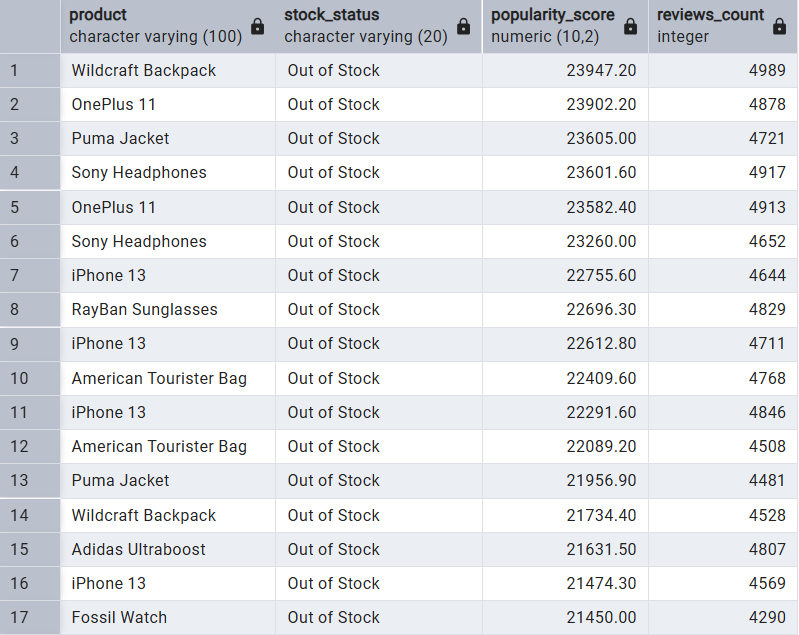 product stock_status popularity_score reviews_count
character varying (100) character varying (20) numeric (10,2) integer
1 Wildcraft Backpack Out of Stock 23947.20 4989
2 OnePlus 11 Out of Stock 23902.20 4878
3 Puma Jacket Out of Stock 23605.00 4721
4 Sony Headphones Out of Stock 23601.60 4917
5 OnePlus 11 Out of Stock 23582.40 4913
6 Sony Headphones Out of Stock 23260.00 4652
7 iPhone 13 Out of Stock 22755.60 4644
8 RayBan Sunglasses Out of Stock 22696.30 4829
9 iPhone 13 Out of Stock 22612.80 4711
10 American Tourister Bag Out of Stock 22409.60 4768
11 iPhone 13 Out of Stock 22291.60 4846
12 American Tourister Bag Out of Stock 22089.20 4508
13 Puma Jacket Out of Stock 21956.90 4481
14 Wildcraft Backpack Out of Stock 21734.40 4528
15 Adidas Ultraboost Out of Stock 21631.50 4807
16 iPhone 13 Out of Stock 21474.30 4569
17 Fossil Watch Out of Stock 21450.00 4290